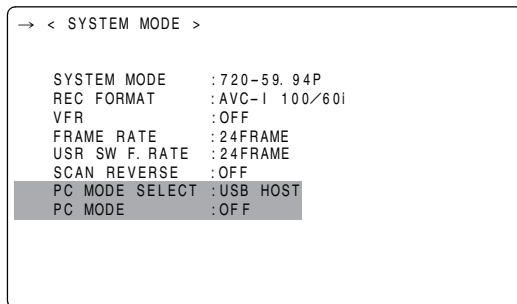 → < SYSTEM MODE >
SYSTEM MODE :720-59.94P
REC FORMAT :AVC-I 100/60i
VFR :OFF
FRAME RATE :24FRAME
USR SW F.RATE :24FRAME
SCAN REVERSE :OFF
PC MODE SELECT :USB HOST
PC MODE :OFF